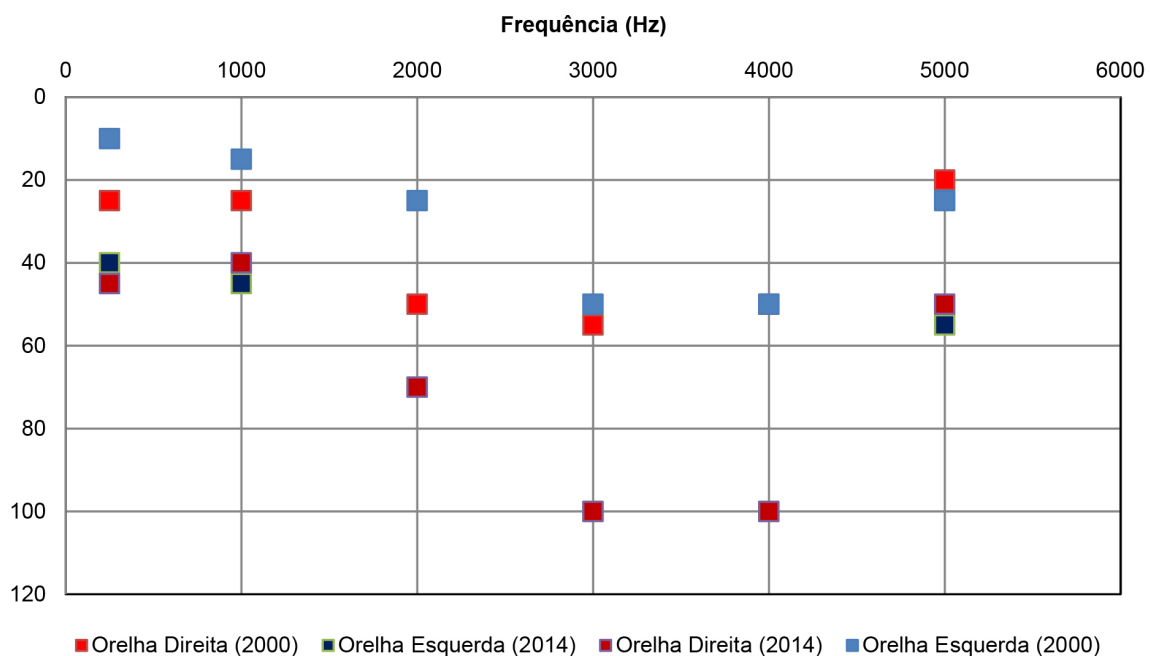 Frequência (Hz)
0 1000 2000 3000 4000 5000 6000
0
20
40
60
80
100
120
Orelha Direita (2000) Orelha Esquerda (2014) Orelha Direita (2014) Orelha Esquerda (2000)